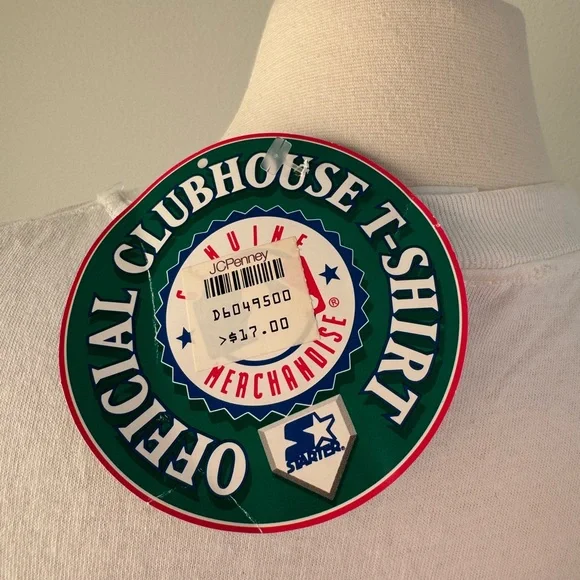 OFFICIAL CLUBHOUSE T-SHIRT
MERCHANDISE®
JCPenney
D6049500
>$17.00
STARTER®